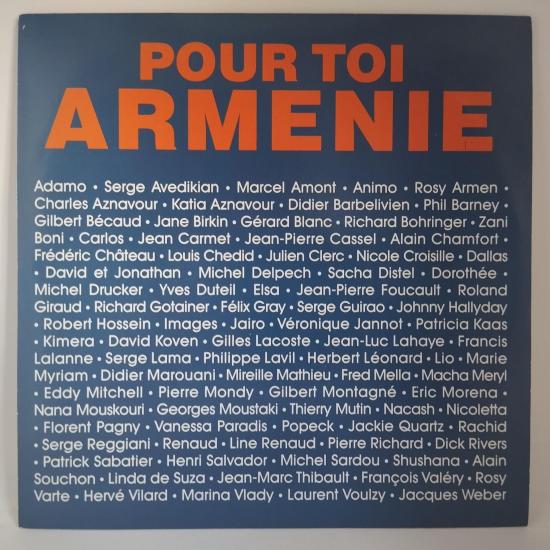 POUR TOI
ARMENIE
Adamo • Serge Avedikian • Marcel Amont • Animo • Rosy Armen •
Charles Aznavour • Katia Aznavour • Didier Barbelivien • Phil Barney •
Gilbert Bécaud • Jane Birkin • Gérard Blanc • Richard Bohringer • Zani
Boni • Carlos • Jean Carmet • Jean-Pierre Cassel • Alain Chamfort •
Frédéric Château • Louis Chedid • Julien Clerc • Nicole Croisille • Dallas
• David et Jonathan • Michel Delpech • Sacha Distel • Dorothée •
Michel Drucker • Yves Duteil • Elsa • Jean-Pierre Foucault • Roland
Giraud • Richard Gotainer • Félix Gray • Serge Guirao • Johnny Hallyday
• Robert Hossein • Images • Jairo • Véronique Jannot • Patricia Kaas
• Kimera • David Koven • Gilles Lacoste • Jean-Luc Lahaye • Francis
Lalanne • Serge Lama • Philippe Lavil • Herbert Léonard • Lio • Marie
Myriam • Didier Marouani • Mireille Mathieu • Fred Mella • Macha Meryl
• Eddy Mitchell • Pierre Mondy • Gilbert Montagné • Eric Morena •
Nana Mouskouri • Georges Moustaki • Thierry Mutin • Nacash • Nicoletta
• Florent Pagny • Vanessa Paradis • Popeck • Jackie Quartz • Rachid
• Serge Reggiani • Renaud • Line Renaud • Pierre Richard • Dick Rivers
• Patrick Sabatier • Henri Salvador • Michel Sardou • Shushana • Alain
Souchon • Linda de Suza • Jean-Marc Thibault • François Valéry • Rosy
Varte • Hervé Vilard • Marina Vlady • Laurent Voulzy • Jacques Weber